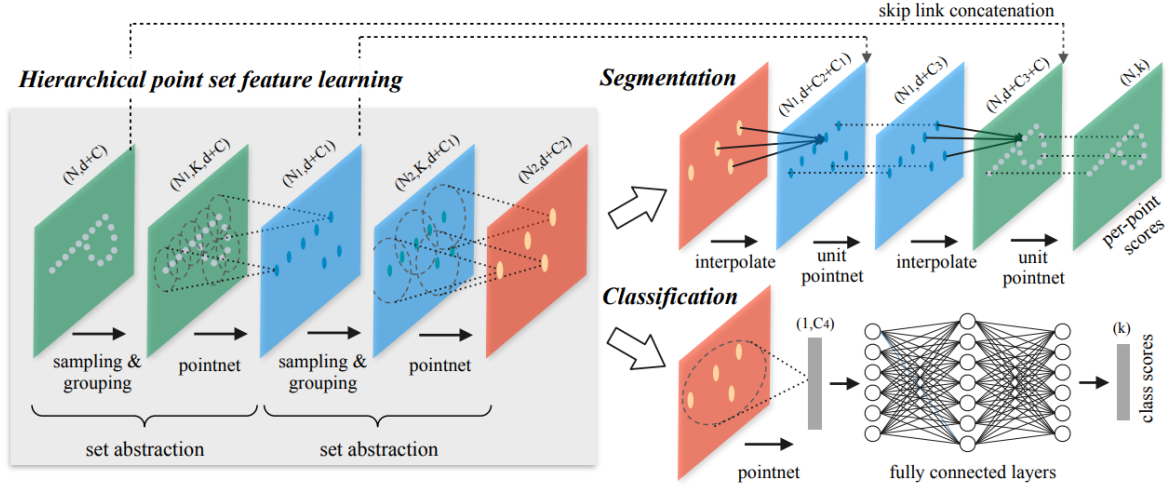 skip link concatenation
Hierarchical point set feature learning
(N,d+C)
(N1,K,d+C)
(N1,d+C1)
(N2,K,d+C1)
(N2,d+C2)
sampling &
grouping
pointnet
sampling &
grouping
pointnet
set abstraction
set abstraction
Segmentation
(N1,d+C2+C1)
(N1,d+C3)
(N,d+C3+C)
(N,k)
interpolate
unit
pointnet
interpolate
unit
pointnet
per-point
scores
Classification
(1,C4)
(k)
class scores
pointnet
fully connected layers